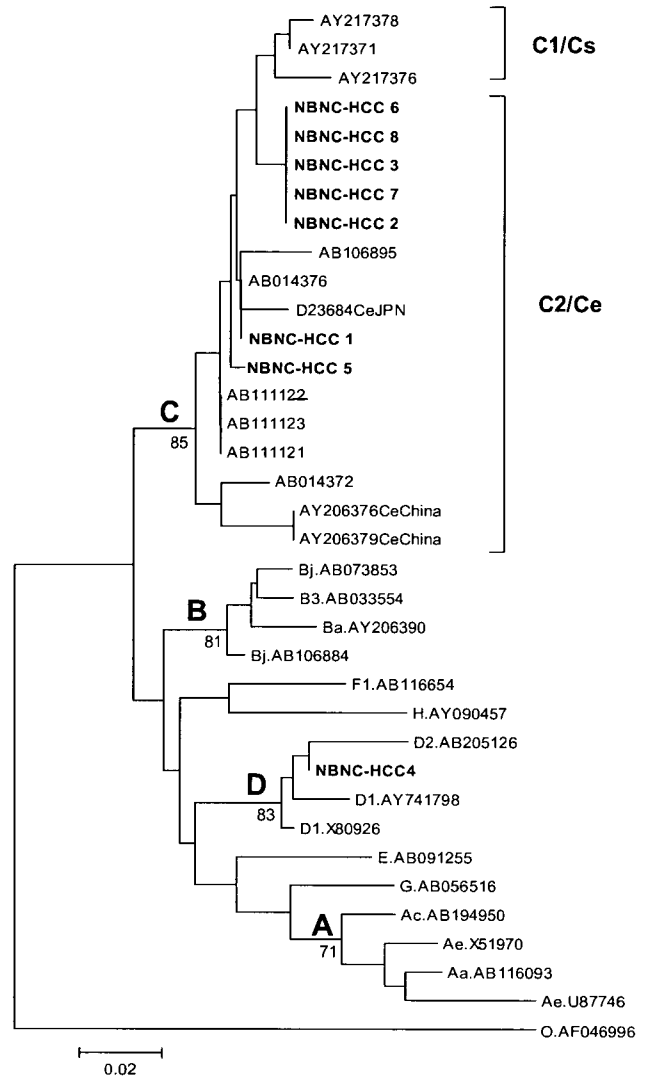 AY217378
AY217371
C1/Cs
AY217376
NBNC-HCC 6
NBNC-HCC 8
NBNC-HCC 3
NBNC-HCC 7
NBNC-HCC 2
AB106895
AB014376
C2/Ce
D23684CeJPN
NBNC-HCC 1
NBNC-HCC 5
AB111122
C
AB111123
85
AB111121
AB014372
AY206376CeChina
AY206379CeChina
Bj.AB073853
B3.AB033554
B
Ba.AY206390
81
Bj.AB106884
F1.AB116654
H.AY090457
D2.AB205126
NBNC-HCC4
D
D1.AY741798
83
D1.X80926
E.AB091255
G.AB056516
Ac.AB194950
A
71
Ae.X51970
Aa.AB116093
Ae.U87746
O.AF046996
0.02